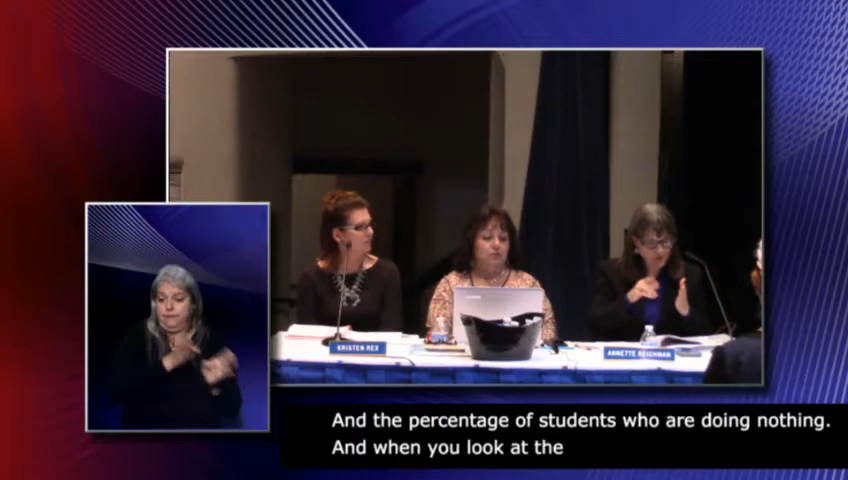 KRISTEN REX
ANNETTE REICHMAN
And the percentage of students who are doing nothing.
And when you look at the